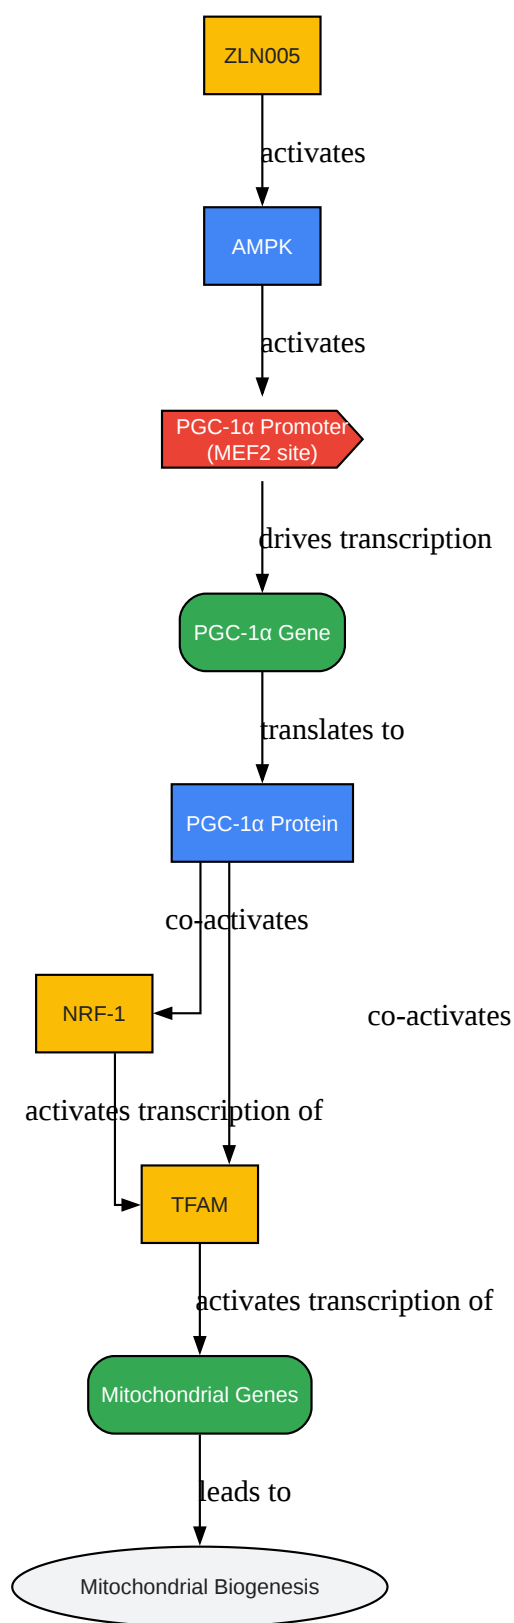 ZLN005
activates
AMPK
activates
PGC-1α Promoter
(MEF2 site)
drives transcription
PGC-1α Gene
translates to
PGC-1α Protein
co-activates
NRF-1
co-activates
activates transcription of
TFAM
activates transcription of
Mitochondrial Genes
leads to
Mitochondrial Biogenesis